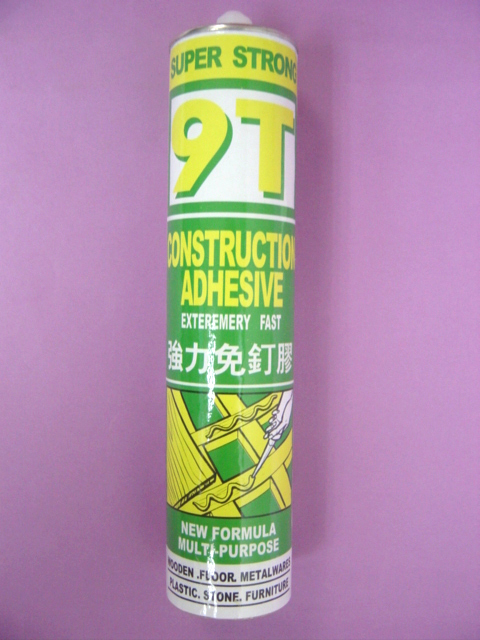 SUPER STRONG
9T
CONSTRUCTION
ADHESIVE
EXTEREMERY FAST
強力免釘膠
NEW FORMULA
MULTI-PURPOSE
WOODEN .FLOOR. METALWARES
PLASTIC. STONE. FURNITURE